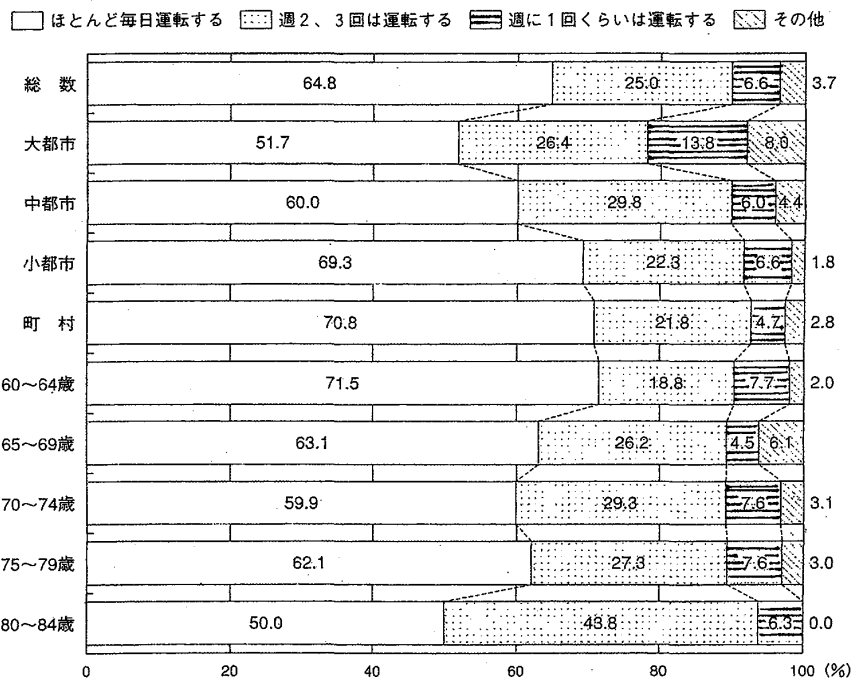 ほとんど毎日運転する 週2、3回は運転する 週に1回くらいは運転する その他
総数 64.8 25.0 6.6 3.7
大都市 51.7 26.4 13.8 8.0
中都市 60.0 29.8 6.0 4.4
小都市 69.3 22.3 6.6 1.8
町村 70.8 21.8 4.7 2.8
60~64歳 71.5 18.8 7.7 2.0
65~69歳 63.1 26.2 4.5 6.1
70~74歳 59.9 29.3 7.6 3.1
75~79歳 62.1 27.3 7.6 3.0
80~84歳 50.0 43.8 6.3 0.0
0 20 40 60 80 100 (%)